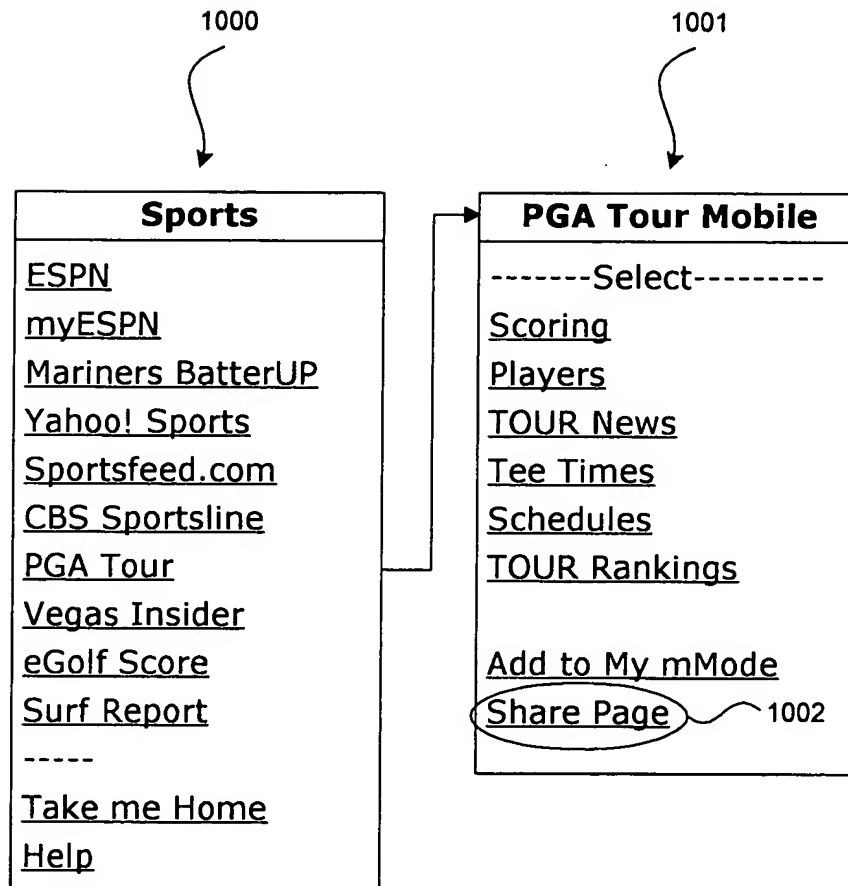 1000
1001
Sports
ESPN
myESPN
Mariners BatterUP
Yahoo! Sports
Sportsfeed.com
CBS Sportsline
PGA Tour
Vegas Insider
eGolf Score
Surf Report
-----
Take me Home
Help
PGA Tour Mobile
-------Select---------
Scoring
Players
TOUR News
Tee Times
Schedules
TOUR Rankings
Add to My mMode
Share Page
1002